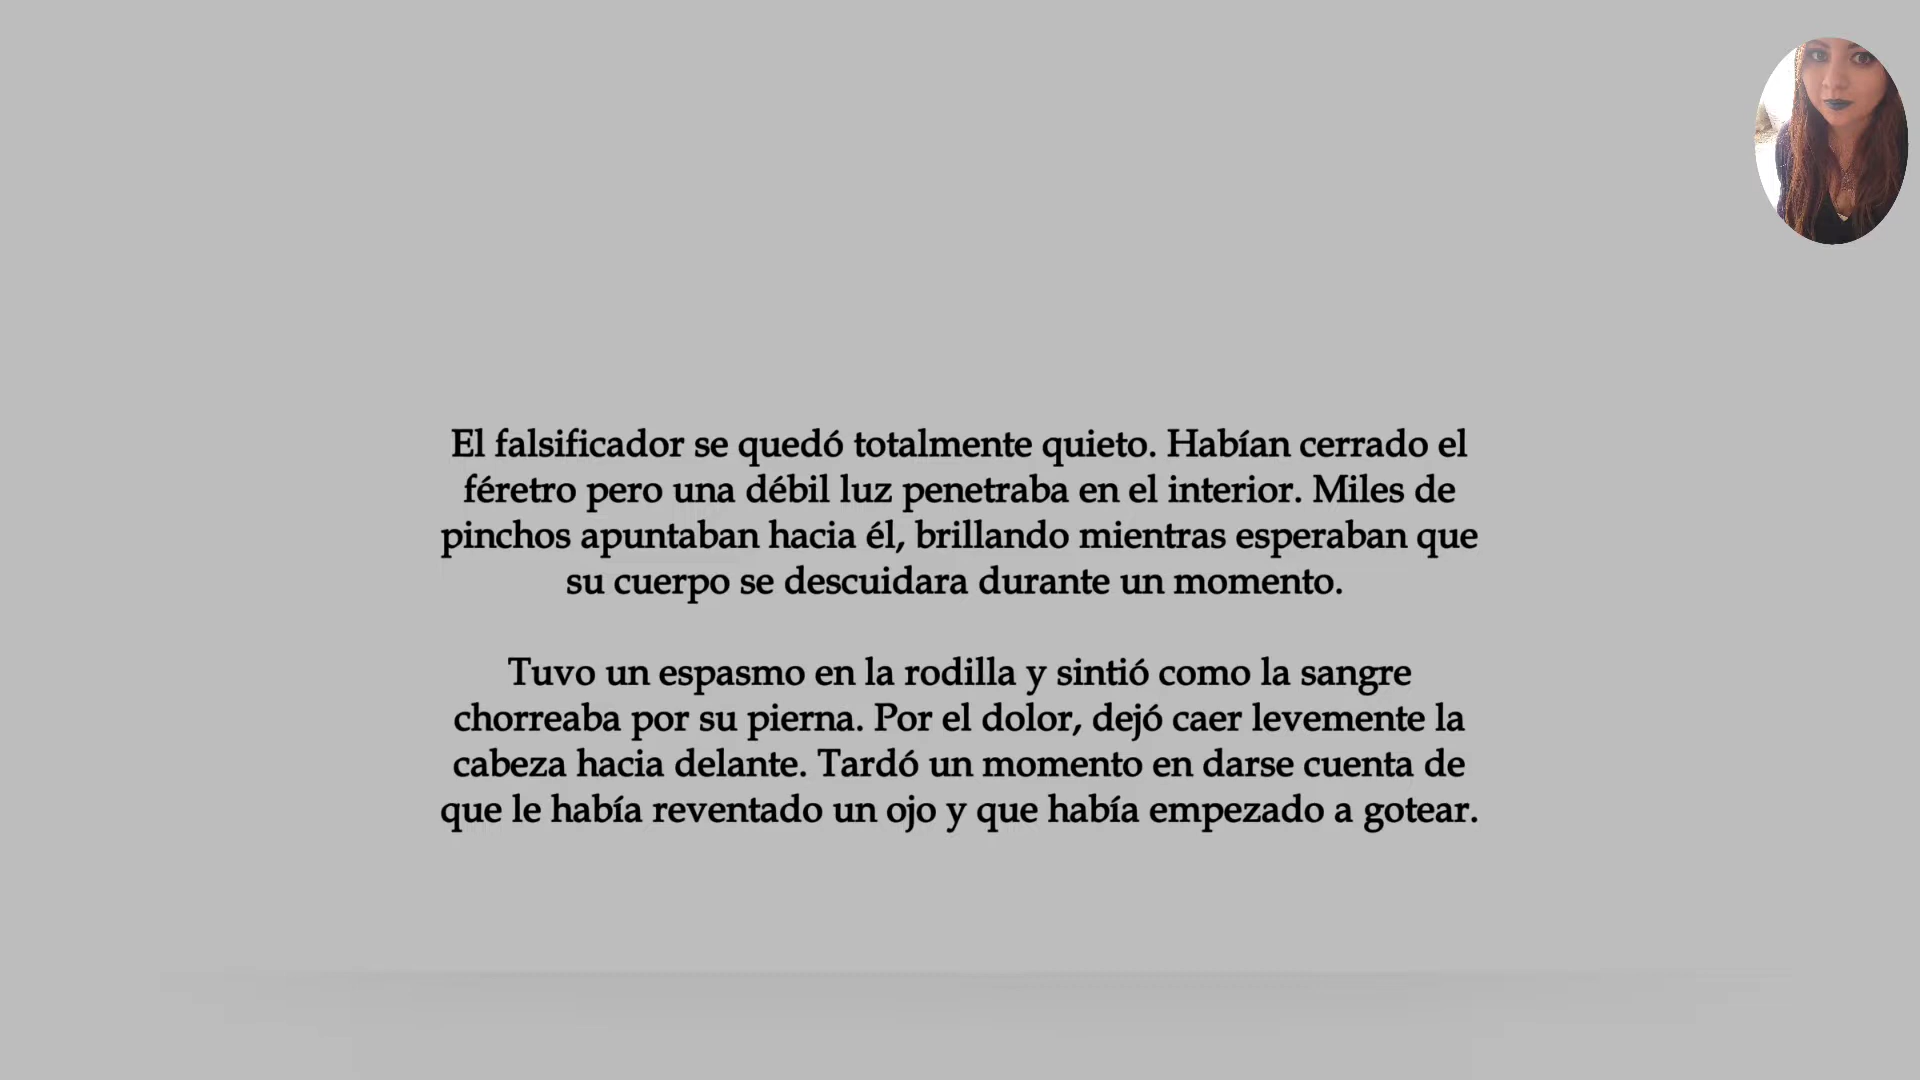 El falsificador se quedó totalmente quieto. Habían cerrado el
féretro pero una débil luz penetraba en el interior. Miles de
pinchos apuntaban hacia él, brillando mientras esperaban que
su cuerpo se descuidara durante un momento.
Tuvo un espasmo en la rodilla y sintió como la sangre
chorreaba por su pierna. Por el dolor, dejó caer levemente la
cabeza hacia delante. Tardó un momento en darse cuenta de
que le había reventado un ojo y que había empezado a gotear.